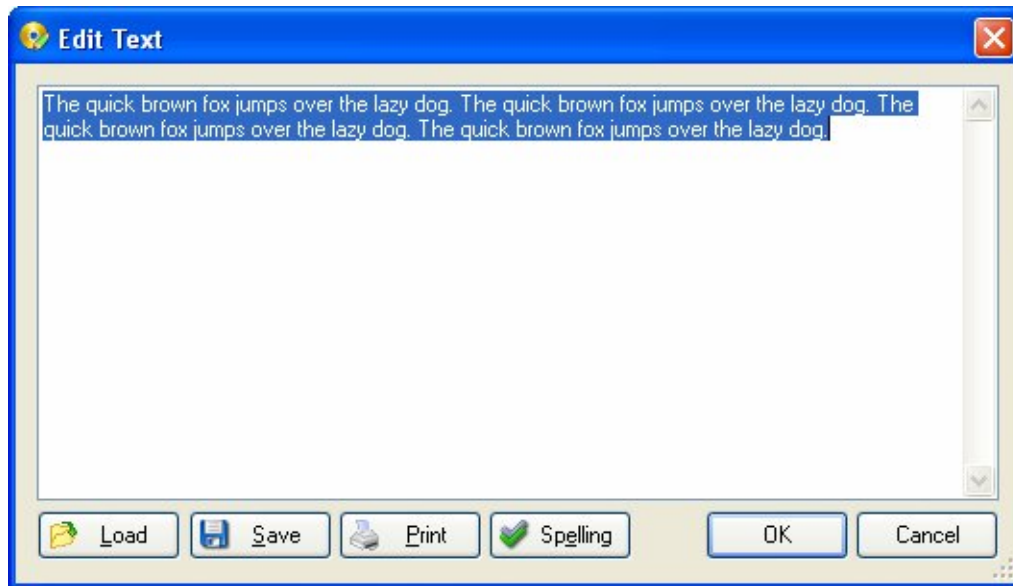 Edit Text
The quick brown fox jumps over the lazy dog. The quick brown fox jumps over the lazy dog. The
quick brown fox jumps over the lazy dog. The quick brown fox jumps over the lazy dog.
Load Save Print Spelling OK Cancel